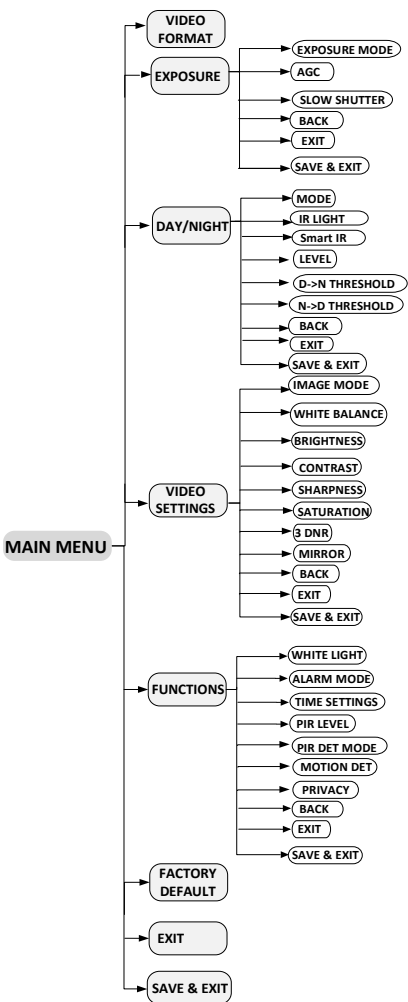 MAIN MENU
VIDEO
FORMAT
EXPOSURE
EXPOSURE MODE
AGC
SLOW SHUTTER
BACK
EXIT
SAVE & EXIT
DAY/NIGHT
MODE
IR LIGHT
Smart IR
LEVEL
D->N THRESHOLD
N->D THRESHOLD
BACK
EXIT
SAVE & EXIT
VIDEO
SETTINGS
IMAGE MODE
WHITE BALANCE
BRIGHTNESS
CONTRAST
SHARPNESS
SATURATION
3 DNR
MIRROR
BACK
EXIT
SAVE & EXIT
FUNCTIONS
WHITE LIGHT
ALARM MODE
TIME SETTINGS
PIR LEVEL
PIR DET MODE
MOTION DET
PRIVACY
BACK
EXIT
SAVE & EXIT
FACTORY
DEFAULT
EXIT
SAVE & EXIT